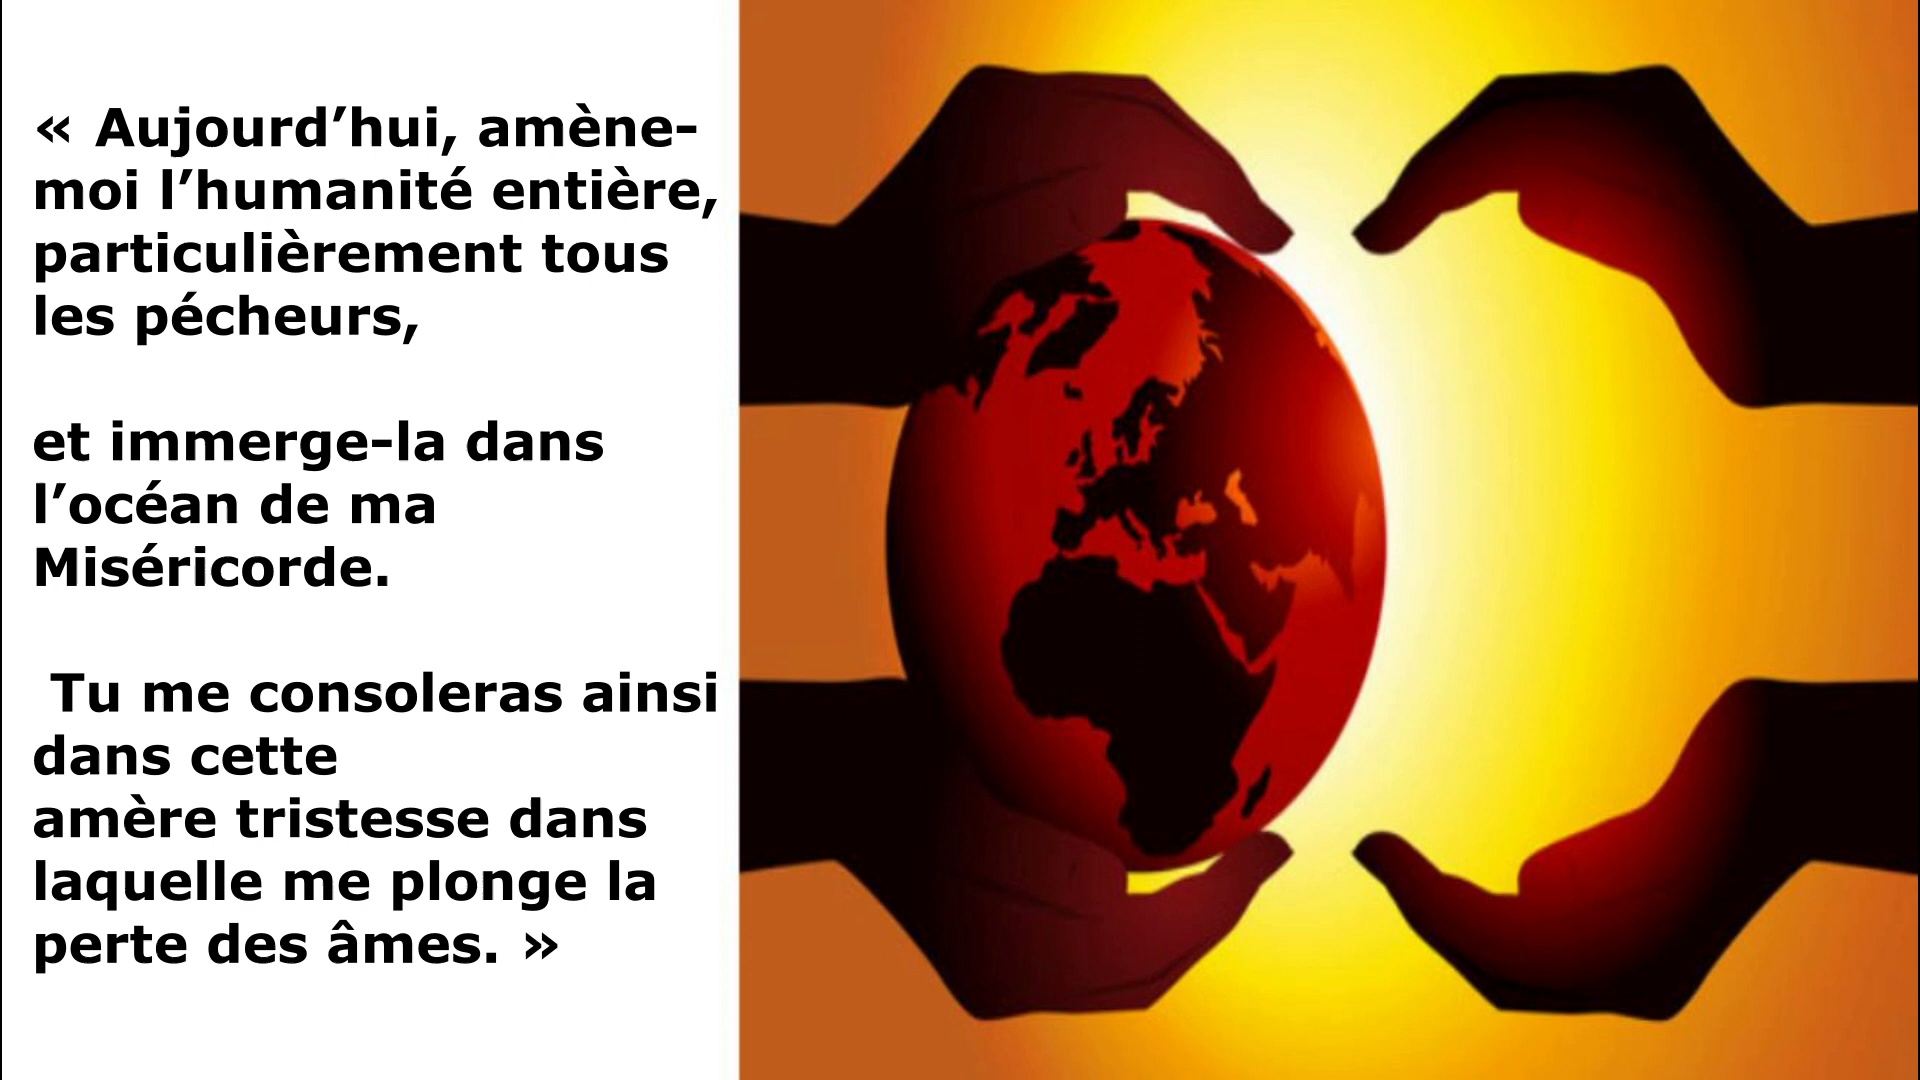 « Aujourd’hui, amène-
moi l’humanité entière,
particulièrement tous
les pécheurs,
et immerge-la dans
l’océan de ma
Miséricorde.
Tu me consoleras ainsi
dans cette
amère tristesse dans
laquelle me plonge la
perte des âmes. »